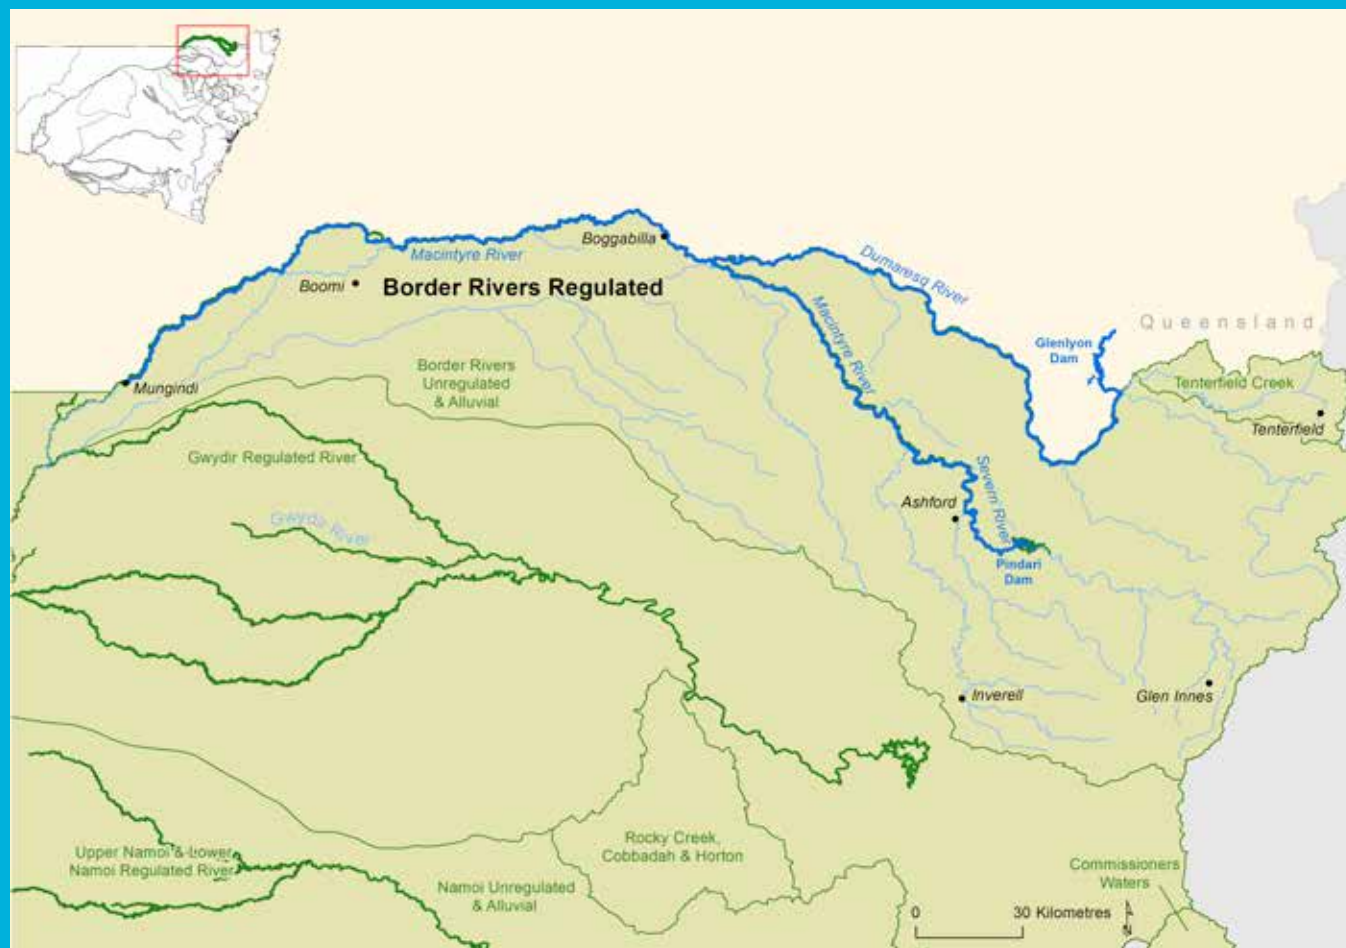 Boggabilla
Macintyre River
Dumaresq River
Boomi
Border Rivers Regulated
Macintyre River
Queensland
Glenlyon
Dam
Mungindi
Border Rivers
Unregulated
& Alluvial
Tenterfield Creek
Tenterfield
Gwydir Regulated River
Severn River
Ashford
Gwydir River
Pindari
Dam
Inverell
Glen Innes
Rocky Creek,
Cobbadah & Horton
Upper Namoi & Lower
Namoi Regulated River
Namoi Unregulated
& Alluvial
Commissioners
Waters
0 30 Kilometres
N